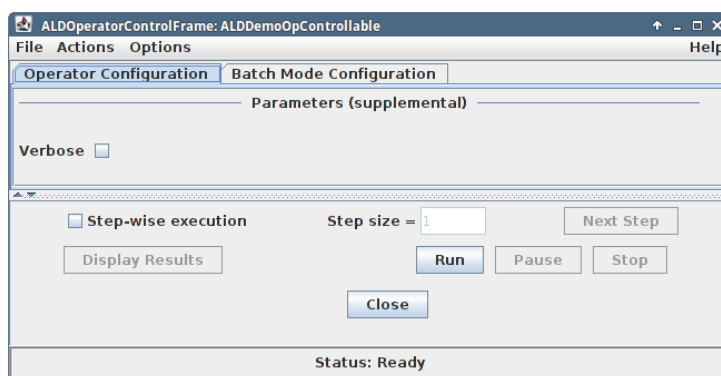 ALDOperatorControlFrame: ALDDemoOpControllable
File Actions Options Help
Operator Configuration Batch Mode Configuration
Parameters (supplemental)
Verbose
Step-wise execution Step size = 1 Next Step
Display Results Run Pause Stop
Close
Status: Ready